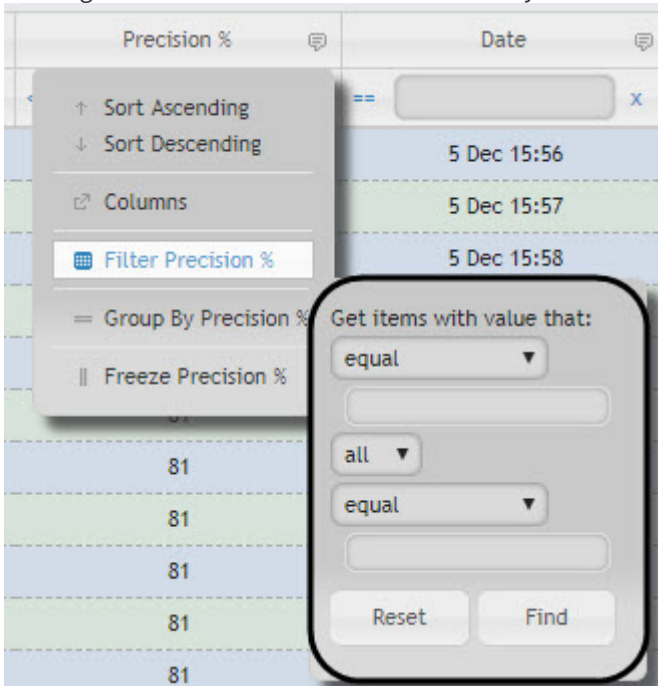 Precision % Date
== x
Sort Ascending
Sort Descending
5 Dec 15:56
Columns
5 Dec 15:57
Filter Precision %
5 Dec 15:58
Group By Precision %
Freeze Precision %
Get items with value that:
equal
all
equal
Reset Find
81
81
81
81
81